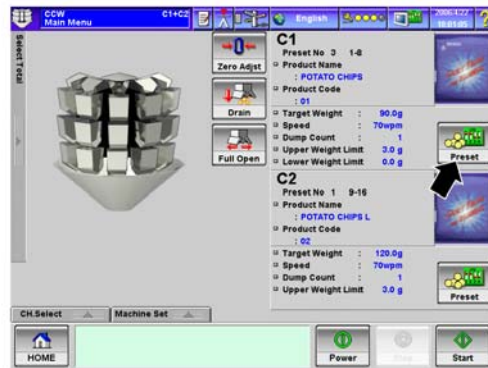 CCW
Main Menu
C1+C2
English
2006/4/27
18:01:05
Select Total
Zero Adjst
Drain
Full Open
C1
Preset No 3 1-8
Product Name
: POTATO CHIPS
Product Code
: 01
Target Weight : 90.0g
Speed : 70wpm
Dump Count : 1
Upper Weight Limit 3.0 g
Lower Weight Limit 0.0 g
Preset
C2
Preset No 1 9-16
Product Name
: POTATO CHIPS L
Product Code
: 02
Target Weight : 120.0g
Speed : 70wpm
Dump Count : 1
Upper Weight Limit 3.0 g
Preset
CH.Select
Machine Set
HOME
Power
Start